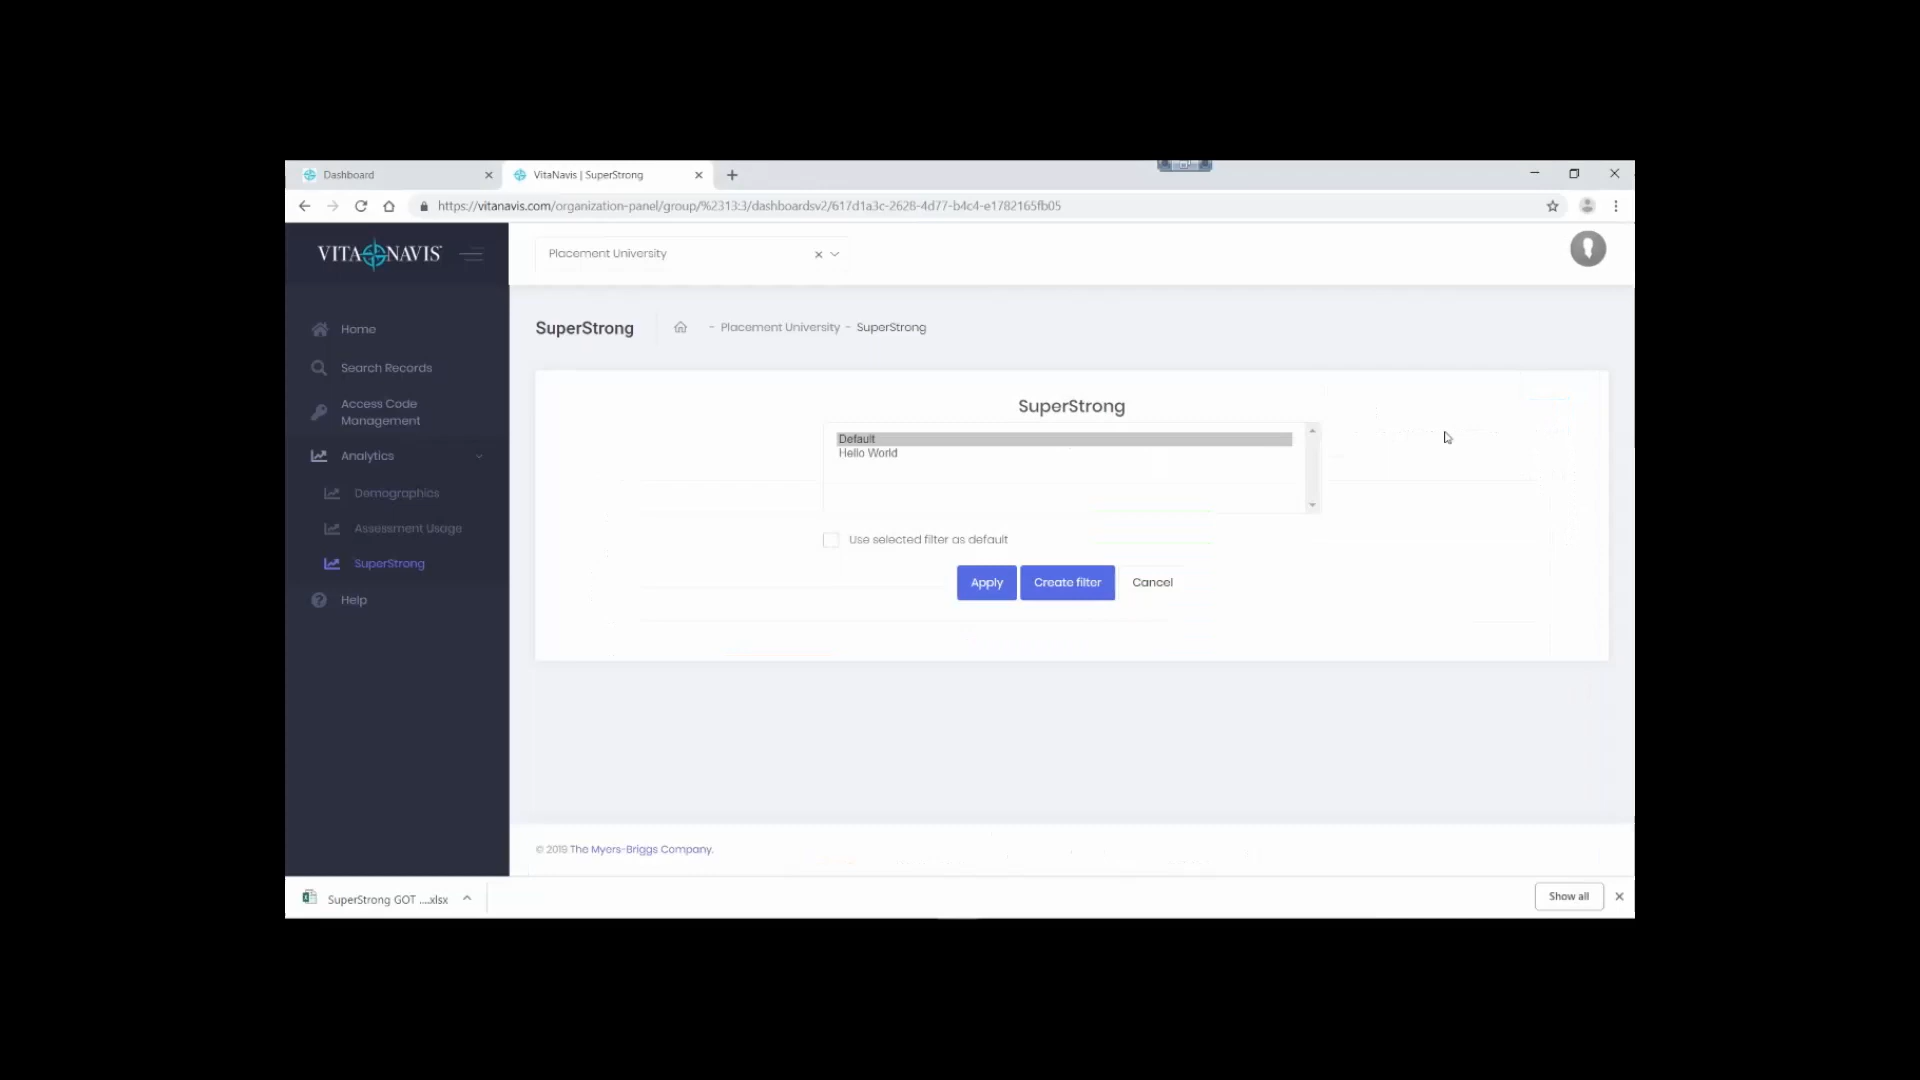 Dashboard
VitaNavis | SuperStrong
https://vitanavis.com/organization-panel/group/%2313:3/dashboardsv2/617d1a3c-2628-4d77-b4c4-e1782165fb05
VITA NAVIS
Placement University
Home
Search Records
Access Code
Management
Analytics
Demographics
Assessment Usage
SuperStrong
Help
SuperStrong
- Placement University - SuperStrong
SuperStrong
Default
Hello World
Use selected filter as default
Apply
Create filter
Cancel
© 2019 The Myers-Briggs Company.
SuperStrong GOT ....xlsx
Show all